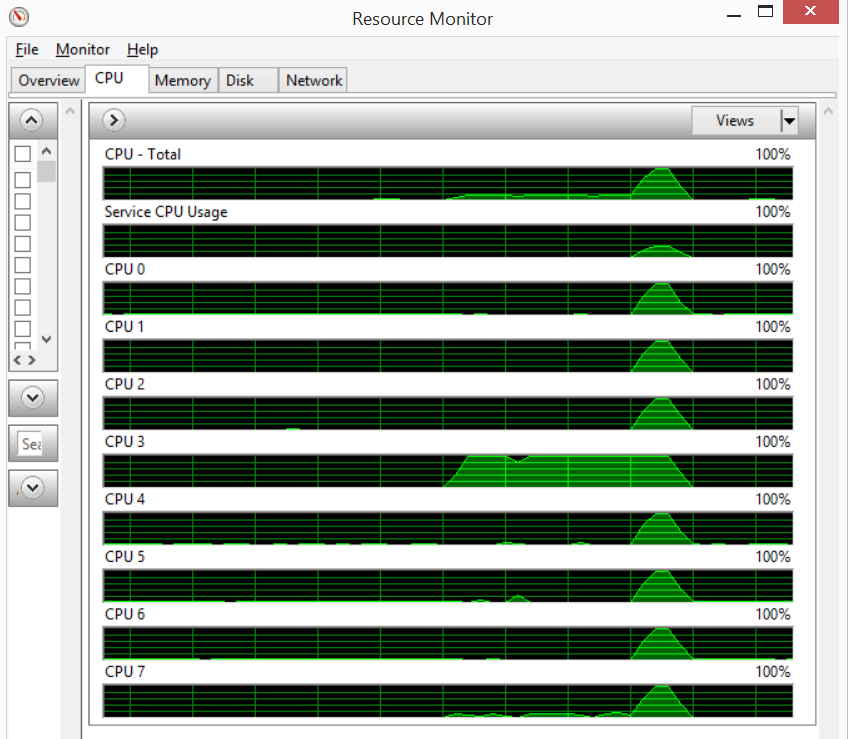 Resource Monitor
File Monitor Help
Overview CPU Memory Disk Network
Views
CPU - Total 100%
Service CPU Usage 100%
CPU 0 100%
CPU 1 100%
CPU 2 100%
CPU 3 100%
CPU 4 100%
CPU 5 100%
CPU 6 100%
CPU 7 100%
Sea